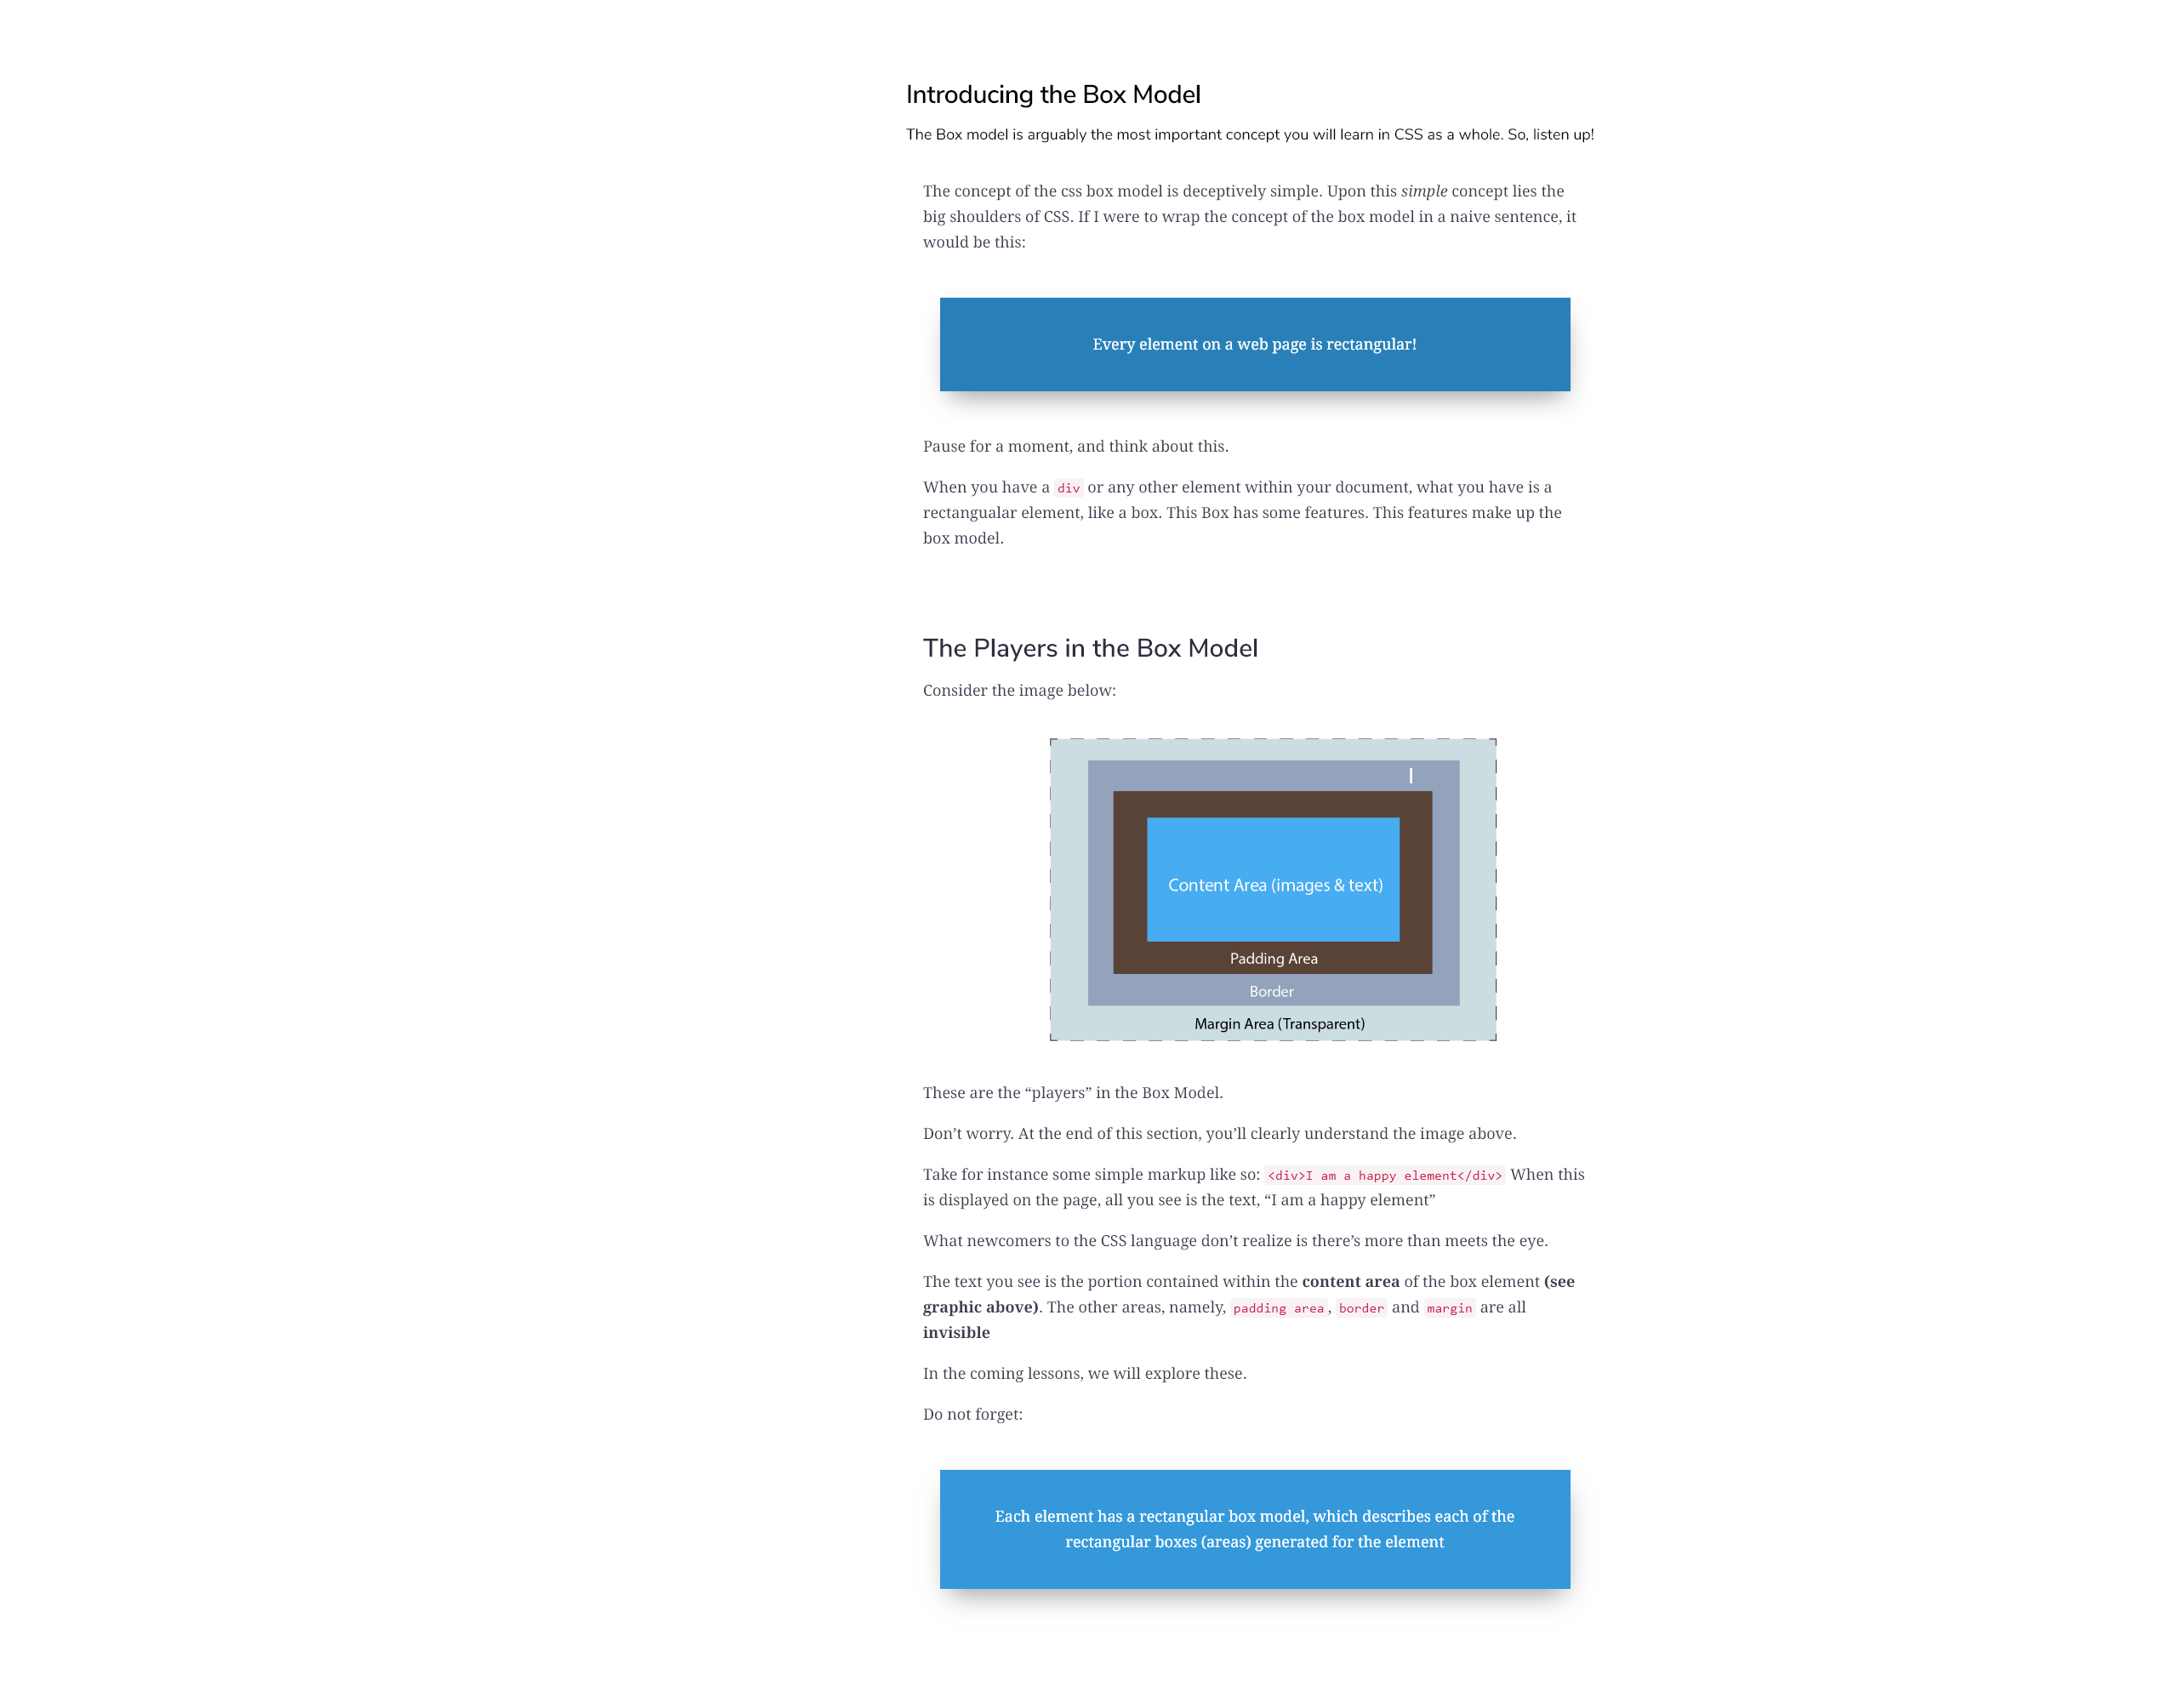 Introducing the Box Model
The Box model is arguably the most important concept you will learn in CSS as a whole. So, listen up!
The concept of the css box model is deceptively simple. Upon this simple concept lies the
big shoulders of CSS. If I were to wrap the concept of the box model in a naive sentence, it
would be this:
Every element on a web page is rectangular!
Pause for a moment, and think about this.
When you have a div or any other element within your document, what you have is a
rectangualar element, like a box. This Box has some features. This features make up the
box model.
The Players in the Box Model
Consider the image below:
Content Area (images & text)
Padding Area
Border
Margin Area (Transparent)
These are the “players” in the Box Model.
Don’t worry. At the end of this section, you’ll clearly understand the image above.
Take for instance some simple markup like so: <div>I am a happy element</div> When this
is displayed on the page, all you see is the text, “I am a happy element”
What newcomers to the CSS language don’t realize is there’s more than meets the eye.
The text you see is the portion contained within the content area of the box element (see
graphic above). The other areas, namely, padding area, border and margin are all
invisible
In the coming lessons, we will explore these.
Do not forget:
Each element has a rectangular box model, which describes each of the
rectangular boxes (areas) generated for the element